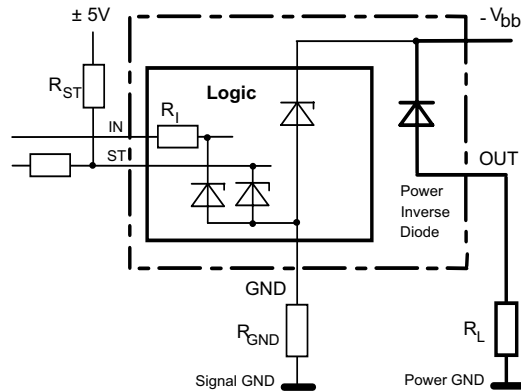 ± 5V
- Vbb
RST
Logic
IN
RI
ST
OUT
Power
Inverse
Diode
GND
RGND
RL
Signal GND
Power GND